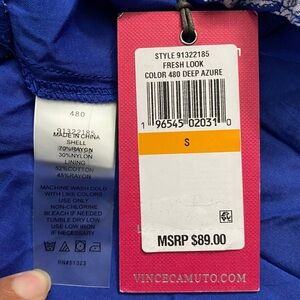 480
91322185
MADE IN CHINA
SHELL
70%RAYON
30%NYLON
LINING
52%COTTON
48%RAYON
MACHINE WASH COLD
WITH LIKE COLORS
USE ONLY
NON-CHLORINE
BLEACH IF NEEDED
TUMBLE DRY LOW
USE LOW IRON
IF NECESSARY
STYLE 91322185
FRESH LOOK
COLOR 480 DEEP AZURE
1 96545 02031 0
S
MSRP $89.00
VINCECAMUTO.COM